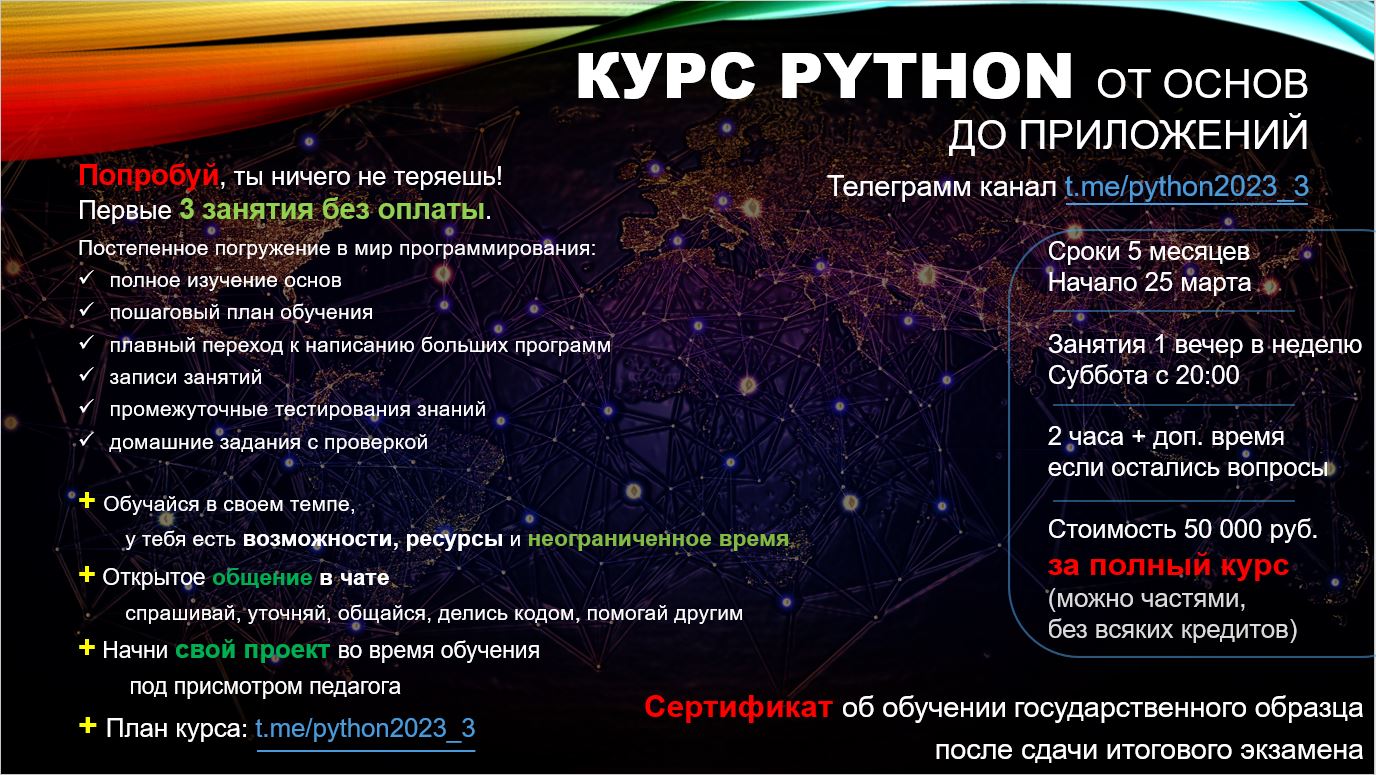 КУРС PYTHON ОТ ОСНОВ
ДО ПРИЛОЖЕНИЙ
Телеграмм канал t.me/python2023_3
Попробуй, ты ничего не теряешь!
Первые 3 занятия без оплаты.
Постепенное погружение в мир программирования:
✓ полное изучение основ
✓ пошаговый план обучения
✓ плавный переход к написанию больших программ
✓ записи занятий
✓ промежуточные тестирования знаний
✓ домашние задания с проверкой
+ Обучайся в своем темпе,
у тебя есть возможности, ресурсы и неограниченное время
+ Открытое общение в чате
спрашивай, уточняй, общайся, делись кодом, помогай другим
+ Начни свой проект во время обучения
под присмотром педагога
+ План курса: t.me/python2023_3
Сроки 5 месяцев
Начало 25 марта
Занятия 1 вечер в неделю
Суббота с 20:00
2 часа + доп. время
если остались вопросы
Стоимость 50 000 руб.
за полный курс
(можно частями,
без всяких кредитов)
Сертификат об обучении государственного образца
после сдачи итогового экзамена